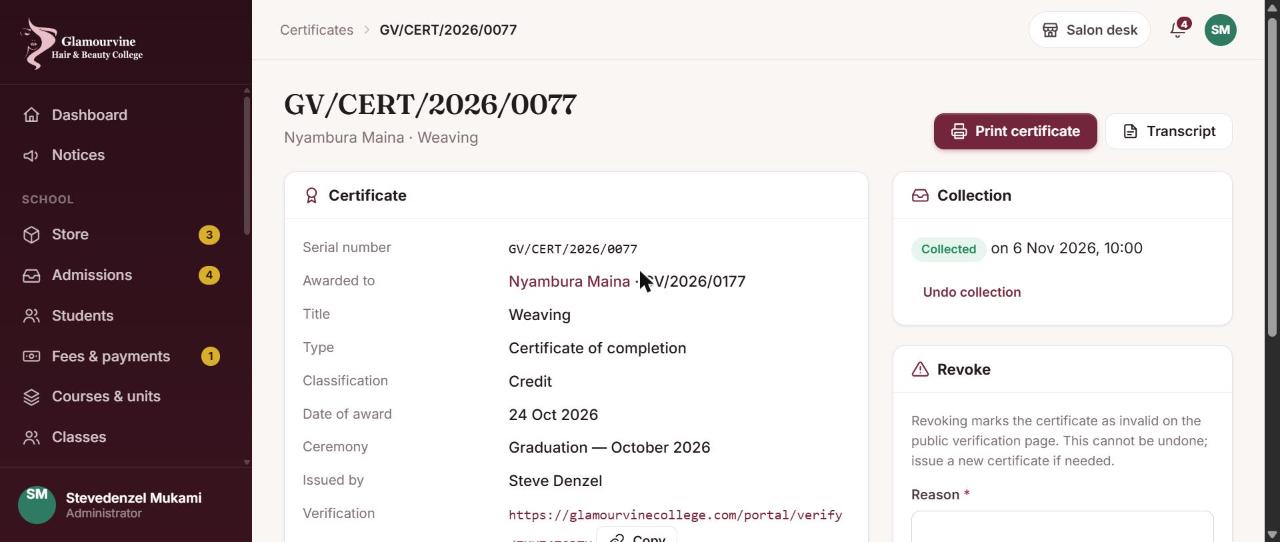 Glamourvine
Hair & Beauty College
Dashboard
Notices
SCHOOL
Store 3
Admissions 4
Students
Fees & payments 1
Courses & units
Classes
SM
Stevedenzel Mukami
Administrator
Certificates > GV/CERT/2026/0077
Salon desk
4
SM
GV/CERT/2026/0077
Nyambura Maina · Weaving
Print certificate
Transcript
Certificate
Serial number GV/CERT/2026/0077
Awarded to Nyambura Maina · GV/2026/0177
Title Weaving
Type Certificate of completion
Classification Credit
Date of award 24 Oct 2026
Ceremony Graduation — October 2026
Issued by Steve Denzel
Verification https://glamourvinecollege.com/portal/verify
Copy
Collection
Collected on 6 Nov 2026, 10:00
Undo collection
Revoke
Revoking marks the certificate as invalid on the
public verification page. This cannot be undone;
issue a new certificate if needed.
Reason *